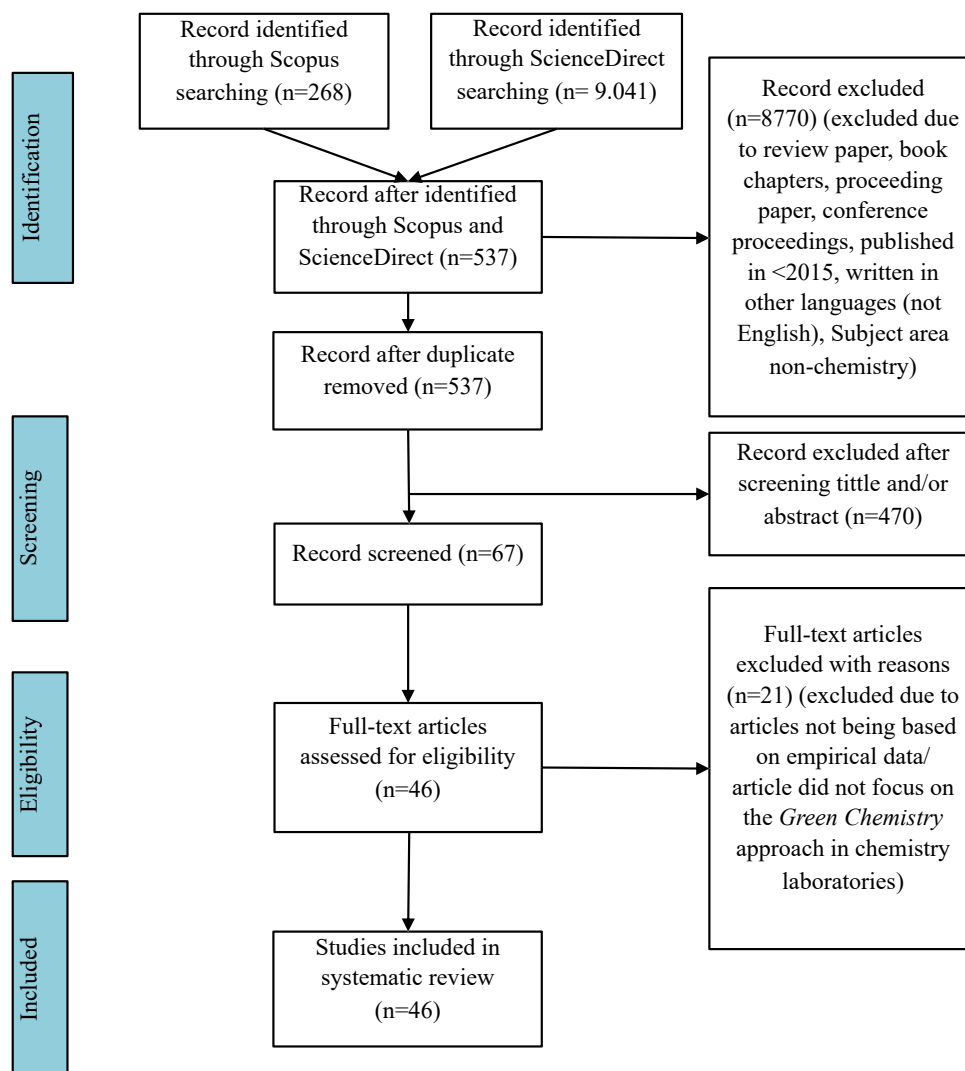 Record identified
through Scopus
searching (n=268)
Record identified
through ScienceDirect
searching (n= 9.041)
Identification
Record after identified
through Scopus and
ScienceDirect (n=537)
Record excluded
(n=8770) (excluded due
to review paper, book
chapters, proceeding
paper, conference
proceedings, published
in <2015, written in
other languages (not
English), Subject area
non-chemistry)
Record after duplicate
removed (n=537)
Screening
Record excluded after
screening tittle and/or
abstract (n=470)
Record screened (n=67)
Eligibility
Full-text articles
assessed for eligibility
(n=46)
Full-text articles
excluded with reasons
(n=21) (excluded due to
articles not being based
on empirical data/
article did not focus on
the Green Chemistry
approach in chemistry
laboratories)
Included
Studies included in
systematic review
(n=46)